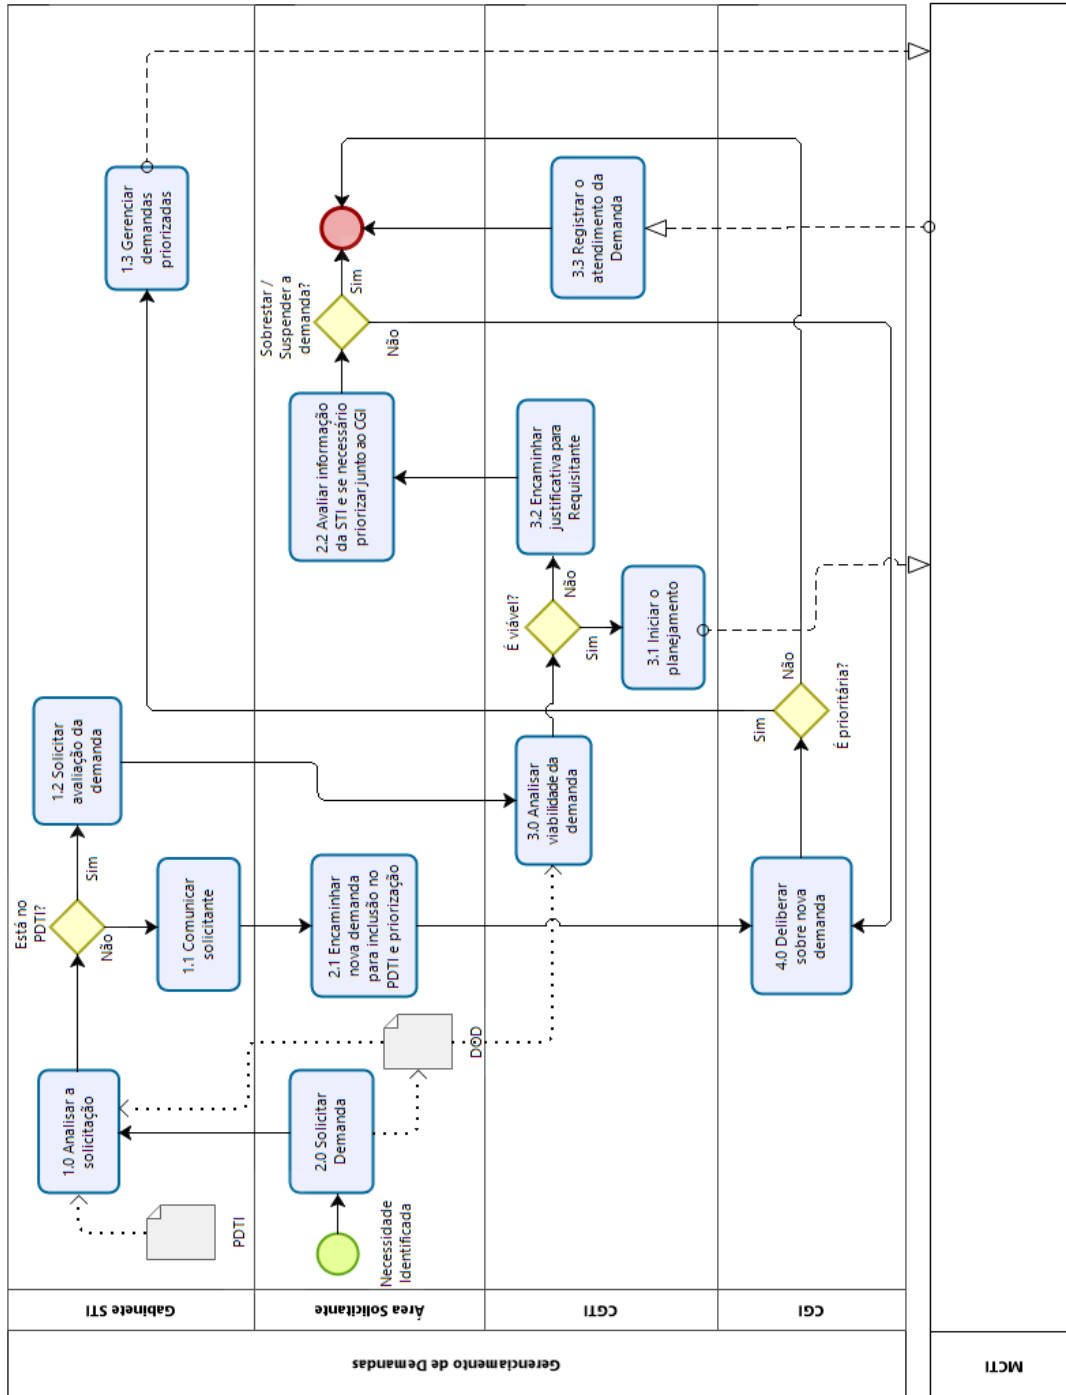 Gerenciamento de Demandas
Gabinete STI
PDTI
1.0 Analisar a
solicitação
Está no
PDTI?
Sim
Não
1.1 Comunicar
solicitante
1.2 Solicitar
avaliação da
demanda
1.3 Gerenciar
demandas
priorizadas
Área Solicitante
Necessidade
Identificada
2.0 Solicitar
Demanda
DOD
2.1 Encaminhar
nova demanda
para inclusão no
PDTI e priorização
2.2 Avaliar informação
da STI e se necessário
priorizar junto ao CGI
Sobrestar /
Suspender a
demanda?
Sim
Não
CGTI
3.0 Analisar
viabilidade da
demanda
É viável?
Não
Sim
3.1 Iniciar o
planejamento
3.2 Encaminhar
justificativa para
Requisitante
3.3 Registrar o
atendimento da
Demanda
CGI
4.0 Deliberar
sobre nova
demanda
Sim
Não
É prioritária?
MCTI